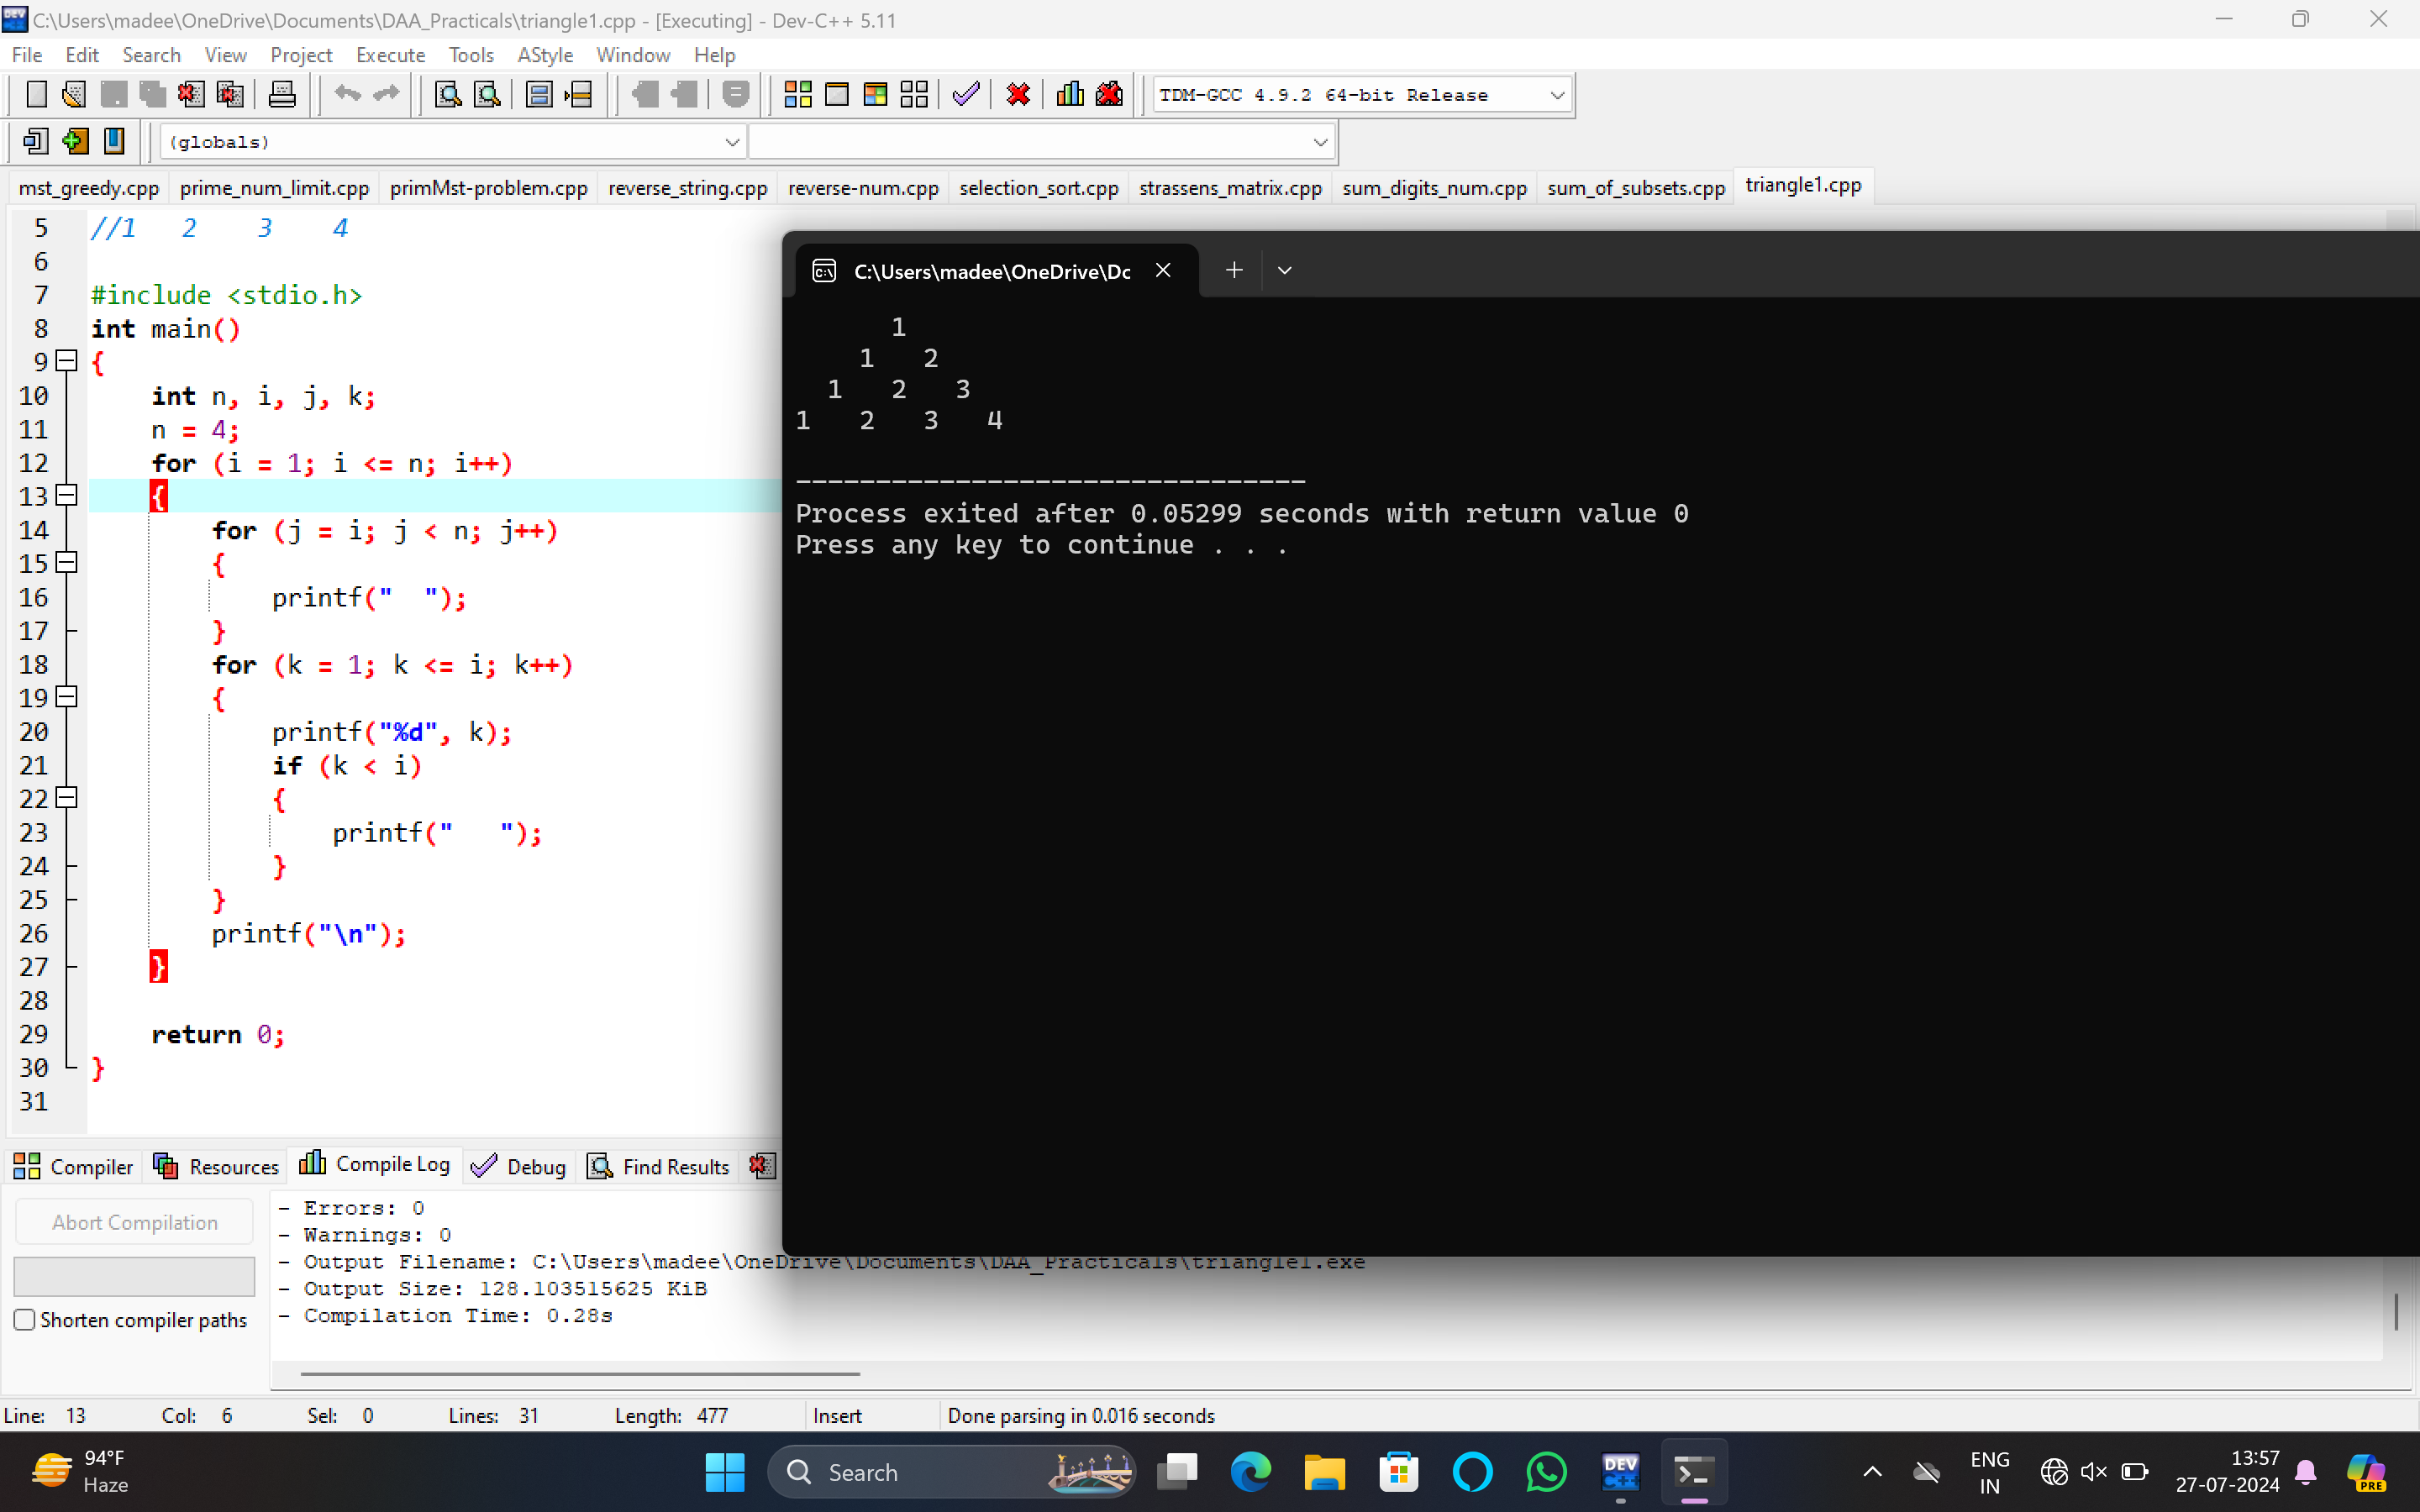 C:\Users\madee\OneDrive\Documents\DAA_Practicals\triangle1.cpp - [Executing] - Dev-C++ 5.11
File Edit Search View Project Execute Tools AStyle Window Help
TDM-GCC 4.9.2 64-bit Release
(globals)
mst_greedy.cpp prime_num_limit.cpp primMst-problem.cpp reverse_string.cpp reverse-num.cpp selection_sort.cpp strassens_matrix.cpp sum_digits_num.cpp sum_of_subsets.cpp triangle1.cpp
5 //1   2    3    4
6
7 #include <stdio.h>
8 int main()
9 {
10     int n, i, j, k;
11     n = 4;
12     for (i = 1; i <= n; i++)
13     {
14         for (j = i; j < n; j++)
15         {
16             printf("  ");
17         }
18         for (k = 1; k <= i; k++)
19         {
20             printf("%d", k);
21             if (k < i)
22             {
23                 printf("   ");
24             }
25         }
26         printf("\n");
27     }
28
29     return 0;
30 }
31
C:\Users\madee\OneDrive\Dc
      1
    1   2
  1   2   3
1   2   3   4
--------------------------------
Process exited after 0.05299 seconds with return value 0
Press any key to continue . . .
Compiler Resources Compile Log Debug Find Results
Abort Compilation
Shorten compiler paths
- Errors: 0
- Warnings: 0
- Output Filename: C:\Users\madee\OneDrive\Documents\DAA_Practicals\triangle1.exe
- Output Size: 128.103515625 KiB
- Compilation Time: 0.28s
Line: 13 Col: 6 Sel: 0 Lines: 31 Length: 477 Insert Done parsing in 0.016 seconds
94°F
Haze
Search
DEV
C++
ENG
IN
13:57
27-07-2024
PRE